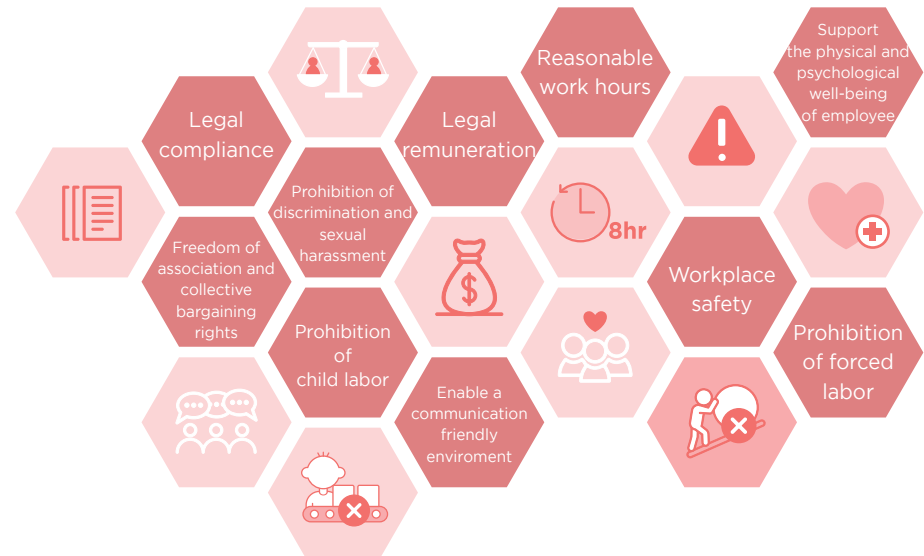 Support
the physical and
psychological
well-being
of employee
Reasonable
work hours
Legal
compliance
Legal
remuneration
Prohibition of
discrimination and
sexual
harassment
8hr
Freedom of
association and
collective
bargaining
rights
$
Workplace
safety
Prohibition
of
child labor
Prohibition
of forced
labor
Enable a
communication
friendly
enviroment